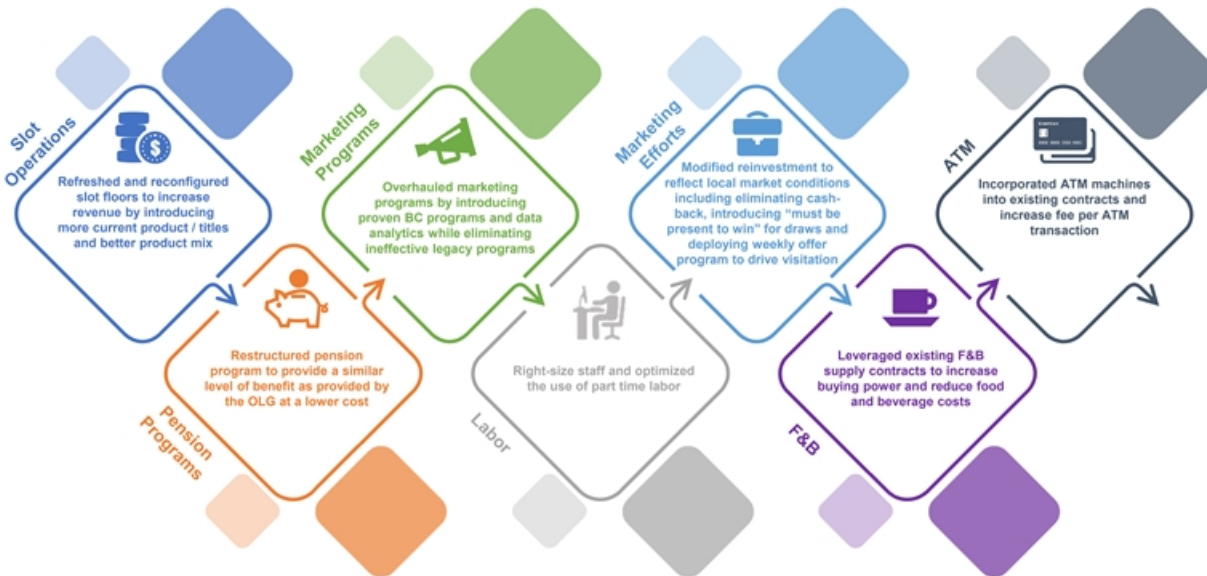 Slot
Operations
Refreshed and reconfigured
slot floors to increase
revenue by introducing
more current product / titles
and better product mix
Pension
Programs
Restructured pension
program to provide a similar
level of benefit as provided by
the OLG at a lower cost
Marketing
Programs
Overhauled marketing
programs by introducing
proven BC programs and data
analytics while eliminating
ineffective legacy programs
Labor
Right-size staff and optimized
the use of part time labor
Marketing
Efforts
Modified reinvestment to
reflect local market conditions
including eliminating cash-
back, introducing “must be
present to win” for draws and
deploying weekly offer
program to drive visitation
F&B
Leveraged existing F&B
supply contracts to increase
buying power and reduce food
and beverage costs
ATM
Incorporated ATM machines
into existing contracts and
increase fee per ATM
transaction